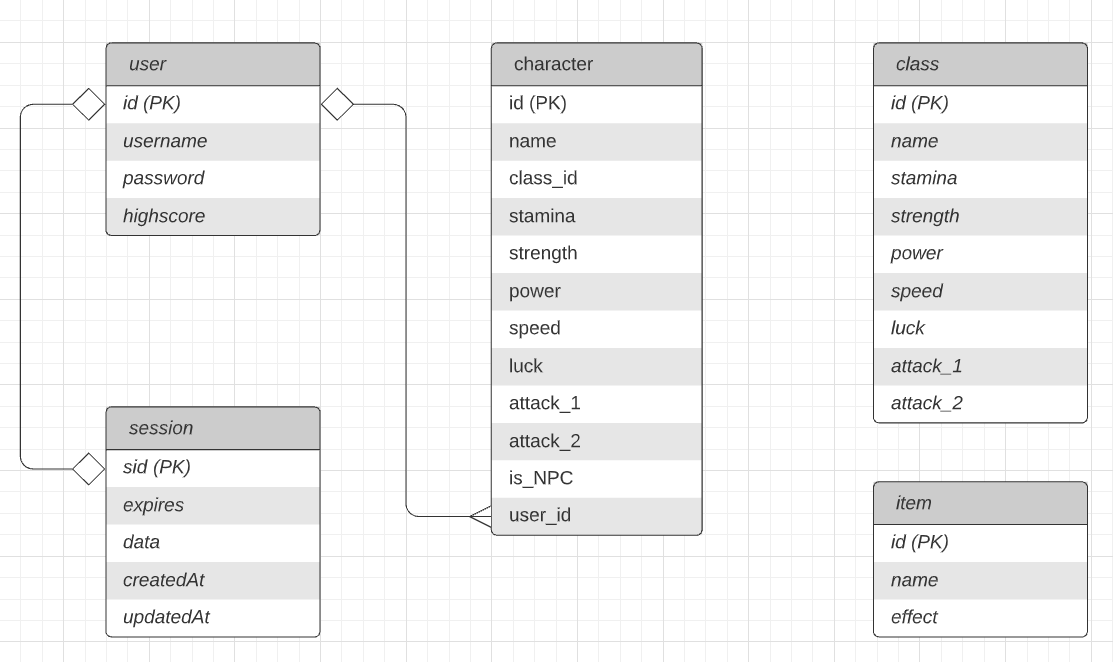 user
id (PK)
username
password
highscore
session
sid (PK)
expires
data
createdAt
updatedAt
character
id (PK)
name
class_id
stamina
strength
power
speed
luck
attack_1
attack_2
is_NPC
user_id
class
id (PK)
name
stamina
strength
power
speed
luck
attack_1
attack_2
item
id (PK)
name
effect